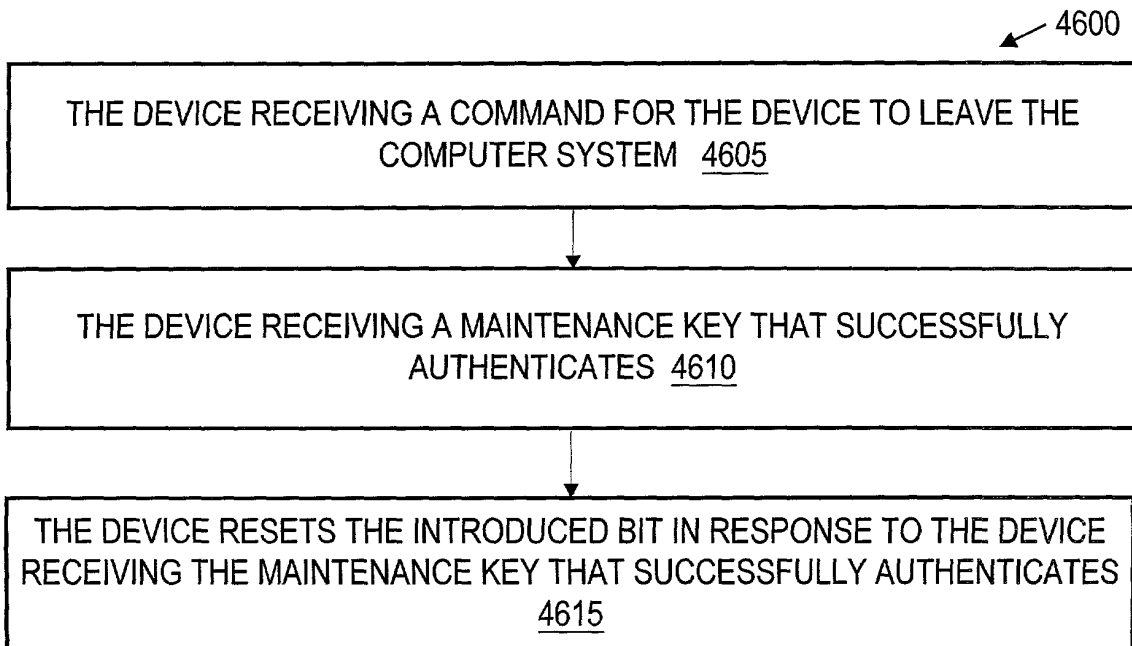 4600
THE DEVICE RECEIVING A COMMAND FOR THE DEVICE TO LEAVE THE
COMPUTER SYSTEM 4605
THE DEVICE RECEIVING A MAINTENANCE KEY THAT SUCCESSFULLY
AUTHENTICATES 4610
THE DEVICE RESETS THE INTRODUCED BIT IN RESPONSE TO THE DEVICE
RECEIVING THE MAINTENANCE KEY THAT SUCCESSFULLY AUTHENTICATES
4615